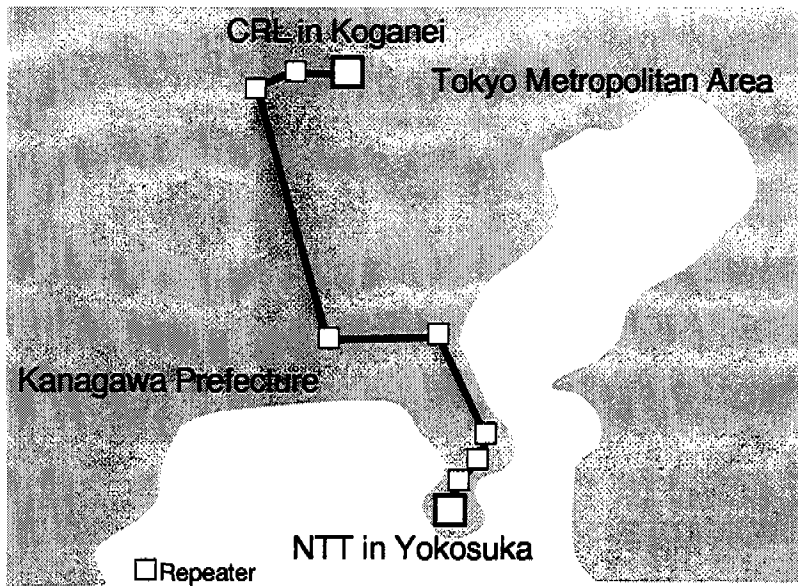 CRL in Koganei
Tokyo Metropolitan Area
Kanagawa Prefecture
NTT in Yokosuka
Repeater